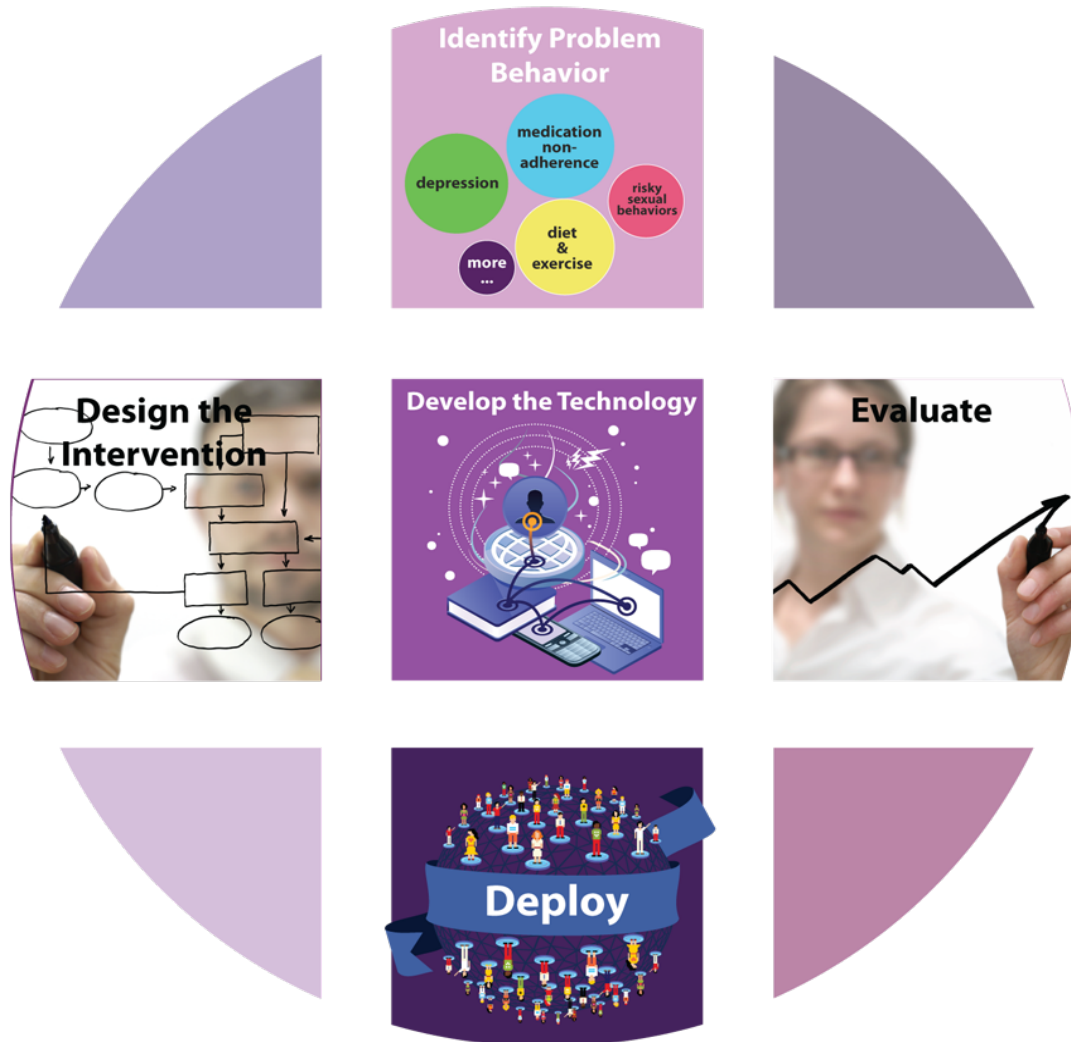 Identify Problem
Behavior
medication
non-
adherence
depression
risky
sexual
behaviors
diet
&
exercise
more
...
Design the
Intervention
Develop the Technology
Evaluate
Deploy